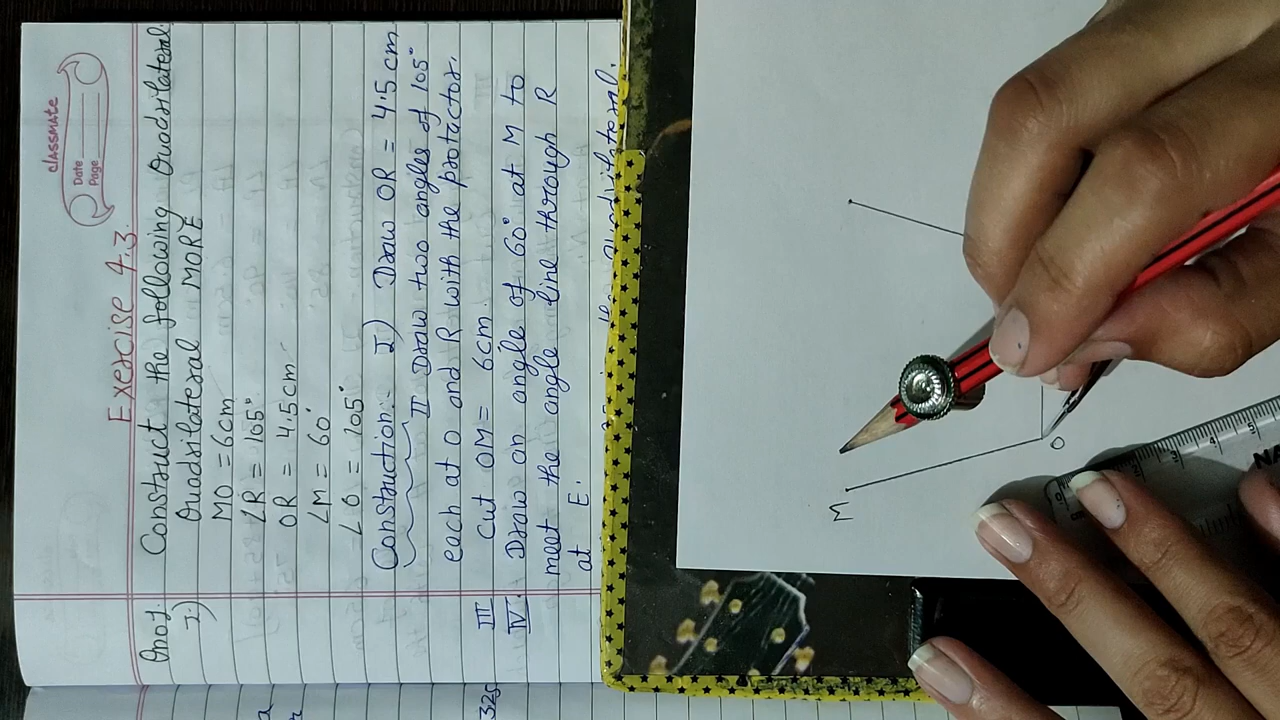 classmate
Date
Page
Exercise 4.3
Qno1. Construct the following Quadrilateral.
I) Quadrilateral MORE
MO = 6cm
∠R = 105°
OR = 4.5cm
∠M = 60°
∠O = 105°
Construction. I) Draw OR = 4.5cm
II Draw two angles of 105°
each at O and R with the protactor.
III Cut OM = 6cm.
IV. Draw an angle of 60° at M to
meet the angle line through R
at E.
M
O